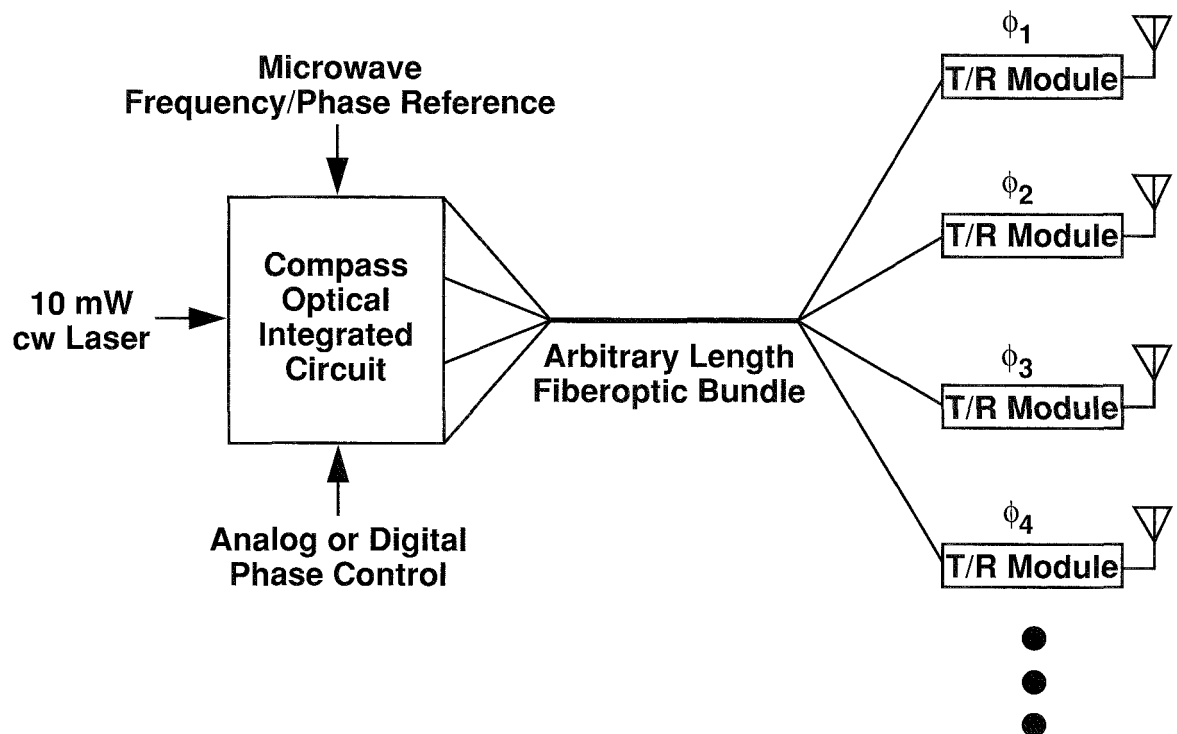 Microwave
Frequency/Phase Reference
10 mW
cw Laser
Compass
Optical
Integrated
Circuit
Analog or Digital
Phase Control
Arbitrary Length
Fiberoptic Bundle
ϕ1
T/R Module
ϕ2
T/R Module
ϕ3
T/R Module
ϕ4
T/R Module